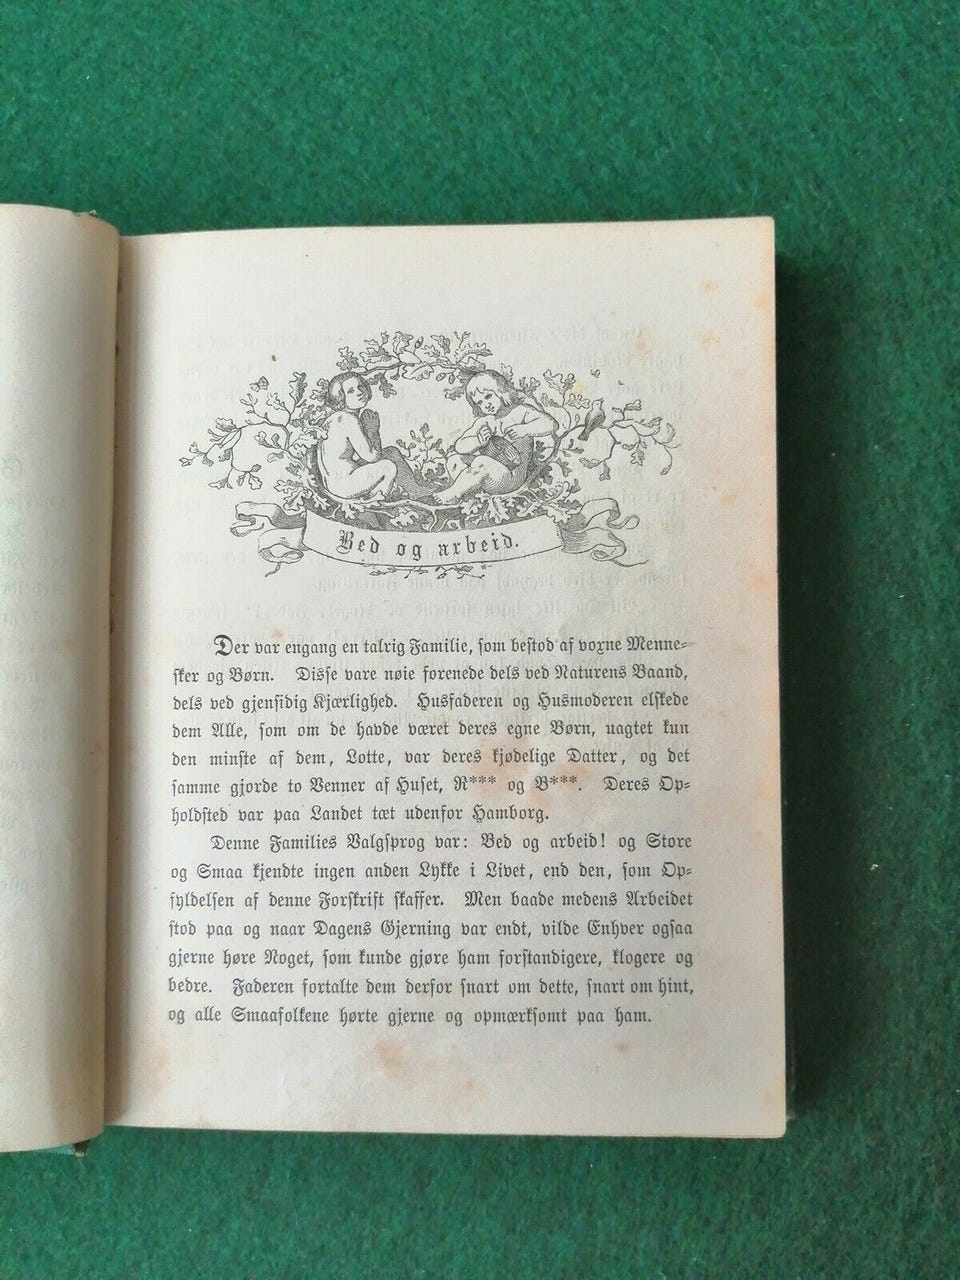 Bed og arbeid.
Der var engang en talrig Familie, som bestod af voxne Menne-
sker og Børn. Disse vare nøie forenede dels ved Naturens Baand,
dels ved gjensidig Kjærlighed. Husfaderen og Husmoderen elskede
dem Alle, som om de havde været deres egne Børn, uagtet kun
den minste af dem, Lotte, var deres kjødelige Datter, og det
samme gjorde to Venner af Huset, R*** og B***. Deres Op-
holdsted var paa Landet tæt udenfor Hamborg.
Denne Families Valgsprog var: Bed og arbeid! og Store
og Smaa kjendte ingen anden Lykke i Livet, end den, som Op-
fyldelsen af denne Forskrift skaffer. Men baade medens Arbeidet
stod paa og naar Dagens Gjerning var endt, vilde Enhver ogsaa
gjerne høre Noget, som kunde gjøre ham forstandigere, klogere og
bedre. Faderen fortalte dem derfor snart om dette, snart om hint,
og alle Smaafolkene hørte gjerne og opmærksomt paa ham.